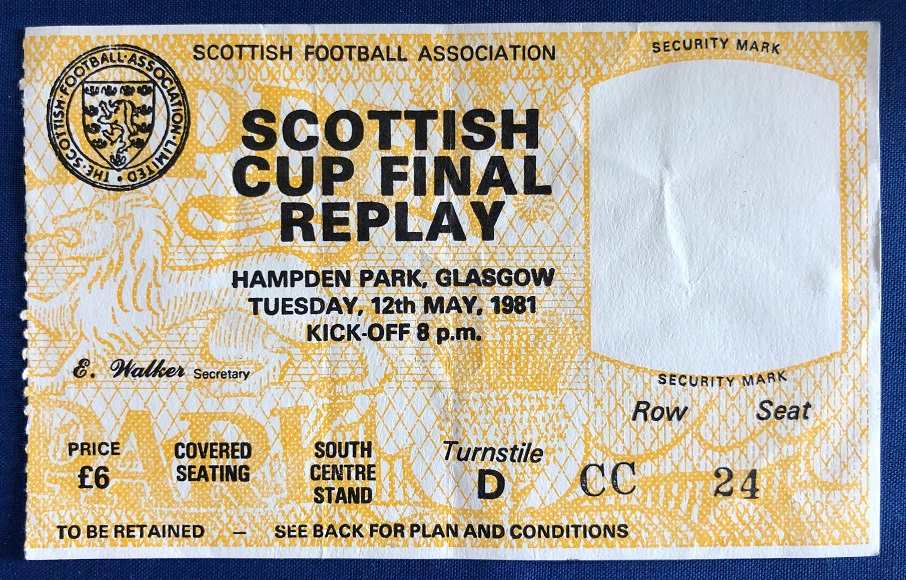 SCOTTISH FOOTBALL ASSOCIATION
SECURITY MARK
THE·SCOTTISH·FOOTBALL·ASSOCIATION·LIMITED·
SCOTTISH
CUP FINAL
REPLAY
HAMPDEN PARK, GLASGOW
TUESDAY, 12th MAY, 1981
KICK-OFF 8 p.m.
E. Walker Secretary
SECURITY MARK
Row Seat
CC 24
PRICE
£6
COVERED
SEATING
SOUTH
CENTRE
STAND
Turnstile
D
TO BE RETAINED — SEE BACK FOR PLAN AND CONDITIONS